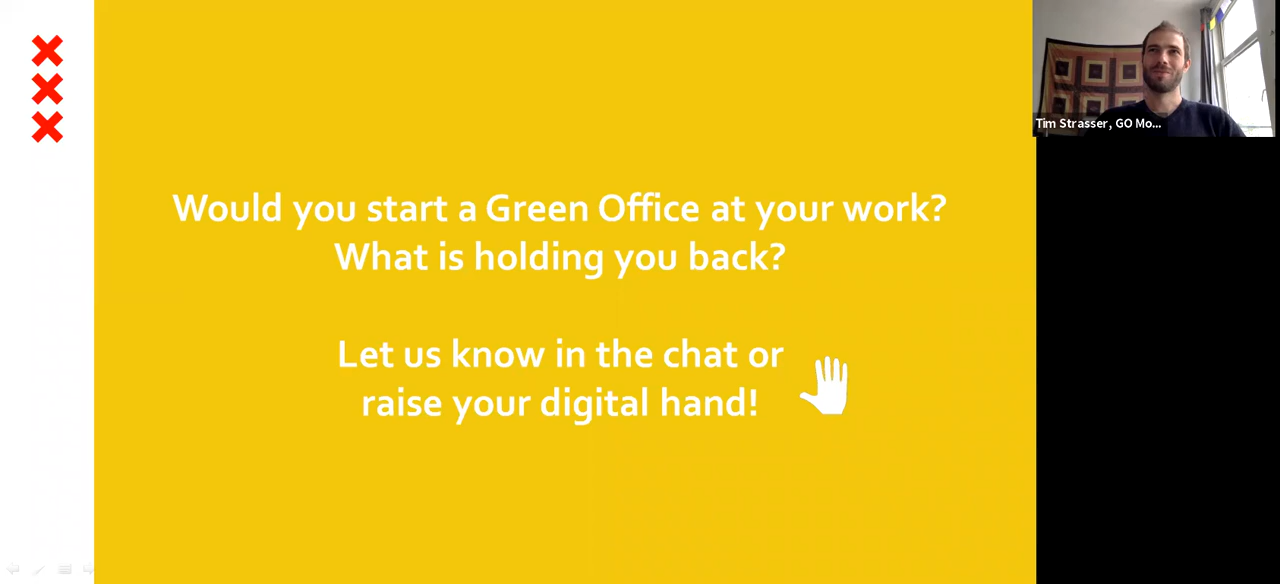 Would you start a Green Office at your work?
What is holding you back?
Let us know in the chat or
raise your digital hand!
Tim Strasser, GO Mo...